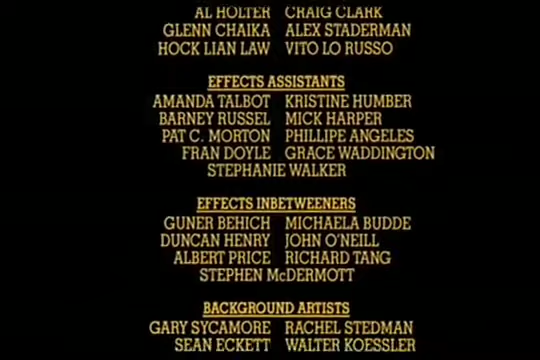 AL HOLTER CRAIG CLARK
GLENN CHAIKA ALEX STADERMAN
HOCK LIAN LAW VITO LO RUSSO
EFFECTS ASSISTANTS
AMANDA TALBOT KRISTINE HUMBER
BARNEY RUSSEL MICK HARPER
PAT C. MORTON PHILLIPE ANGELES
FRAN DOYLE GRACE WADDINGTON
STEPHANIE WALKER
EFFECTS INBETWEENERS
GUNER BEHICH MICHAELA BUDDE
DUNCAN HENRY JOHN O'NEILL
ALBERT PRICE RICHARD TANG
STEPHEN McDERMOTT
BACKGROUND ARTISTS
GARY SYCAMORE RACHEL STEDMAN
SEAN ECKETT WALTER KOESSLER